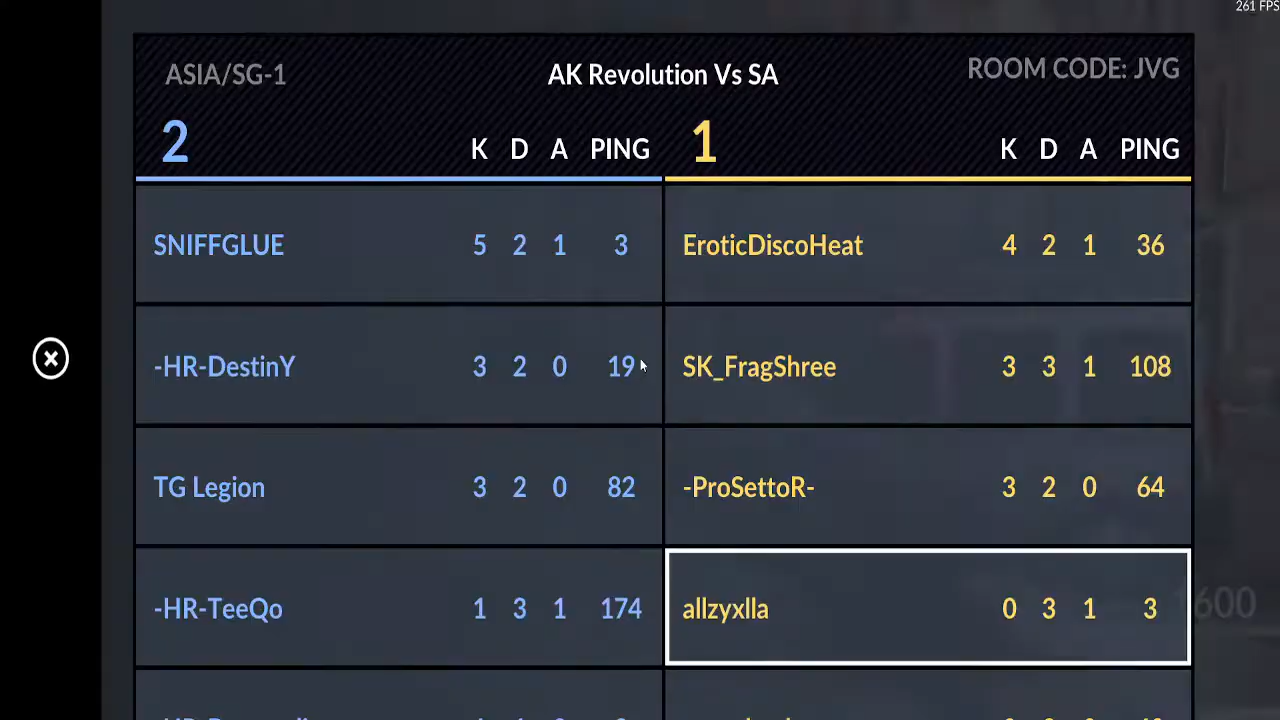 261 FPS
ASIA/SG-1 AK Revolution Vs SA ROOM CODE: JVG
2 K D A PING 1 K D A PING
SNIFFGLUE 5 2 1 3 EroticDiscoHeat 4 2 1 36
-HR-DestinY 3 2 0 19 SK_FragShree 3 3 1 108
TG Legion 3 2 0 82 -ProSettoR- 3 2 0 64
-HR-TeeQo 1 3 1 174 allzyxlla 0 3 1 3
600